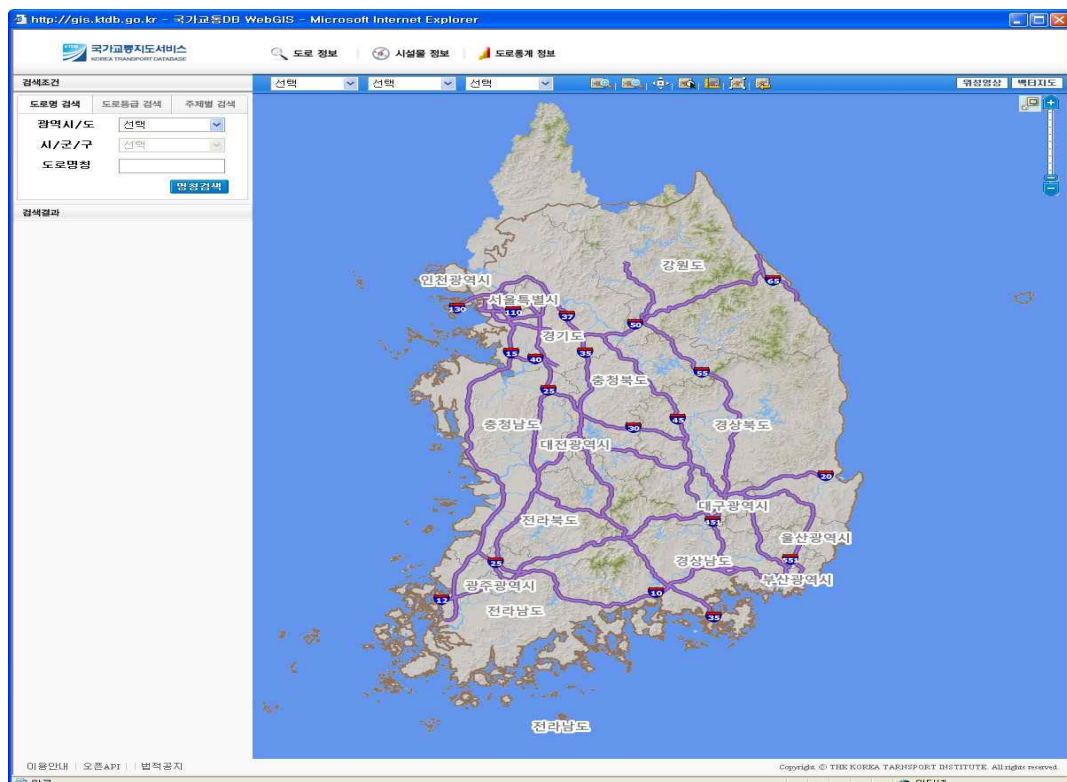 http://gis.ktdb.go.kr - 국가교통DB WebGIS - Microsoft Internet Explorer
국가교통지도서비스
KOREA TRANSPORT DATABASE
도로 정보
시설물 정보
도로통계 정보
검색조건
선택
선택
선택
위성영상
벡터지도
도로명 검색
도로등급 검색
주제별 검색
광역시/도
선택
시/군/구
선택
도로명칭
명칭검색
검색결과
강원도
인천광역시
서울특별시
65
130
110
37
50
경기도
15
40
35
55
충청북도
25
45
충청남도
30
경상북도
대전광역시
20
대구광역시
전라북도
451
울산광역시
25
551
경상남도
부산광역시
광주광역시
12
10
전라남도
35
전라남도
이용안내 | 오픈API | 법적공지
Copyright ⓒ THE KOREA TARNSPORT INSTITUTE. All rights reserved.